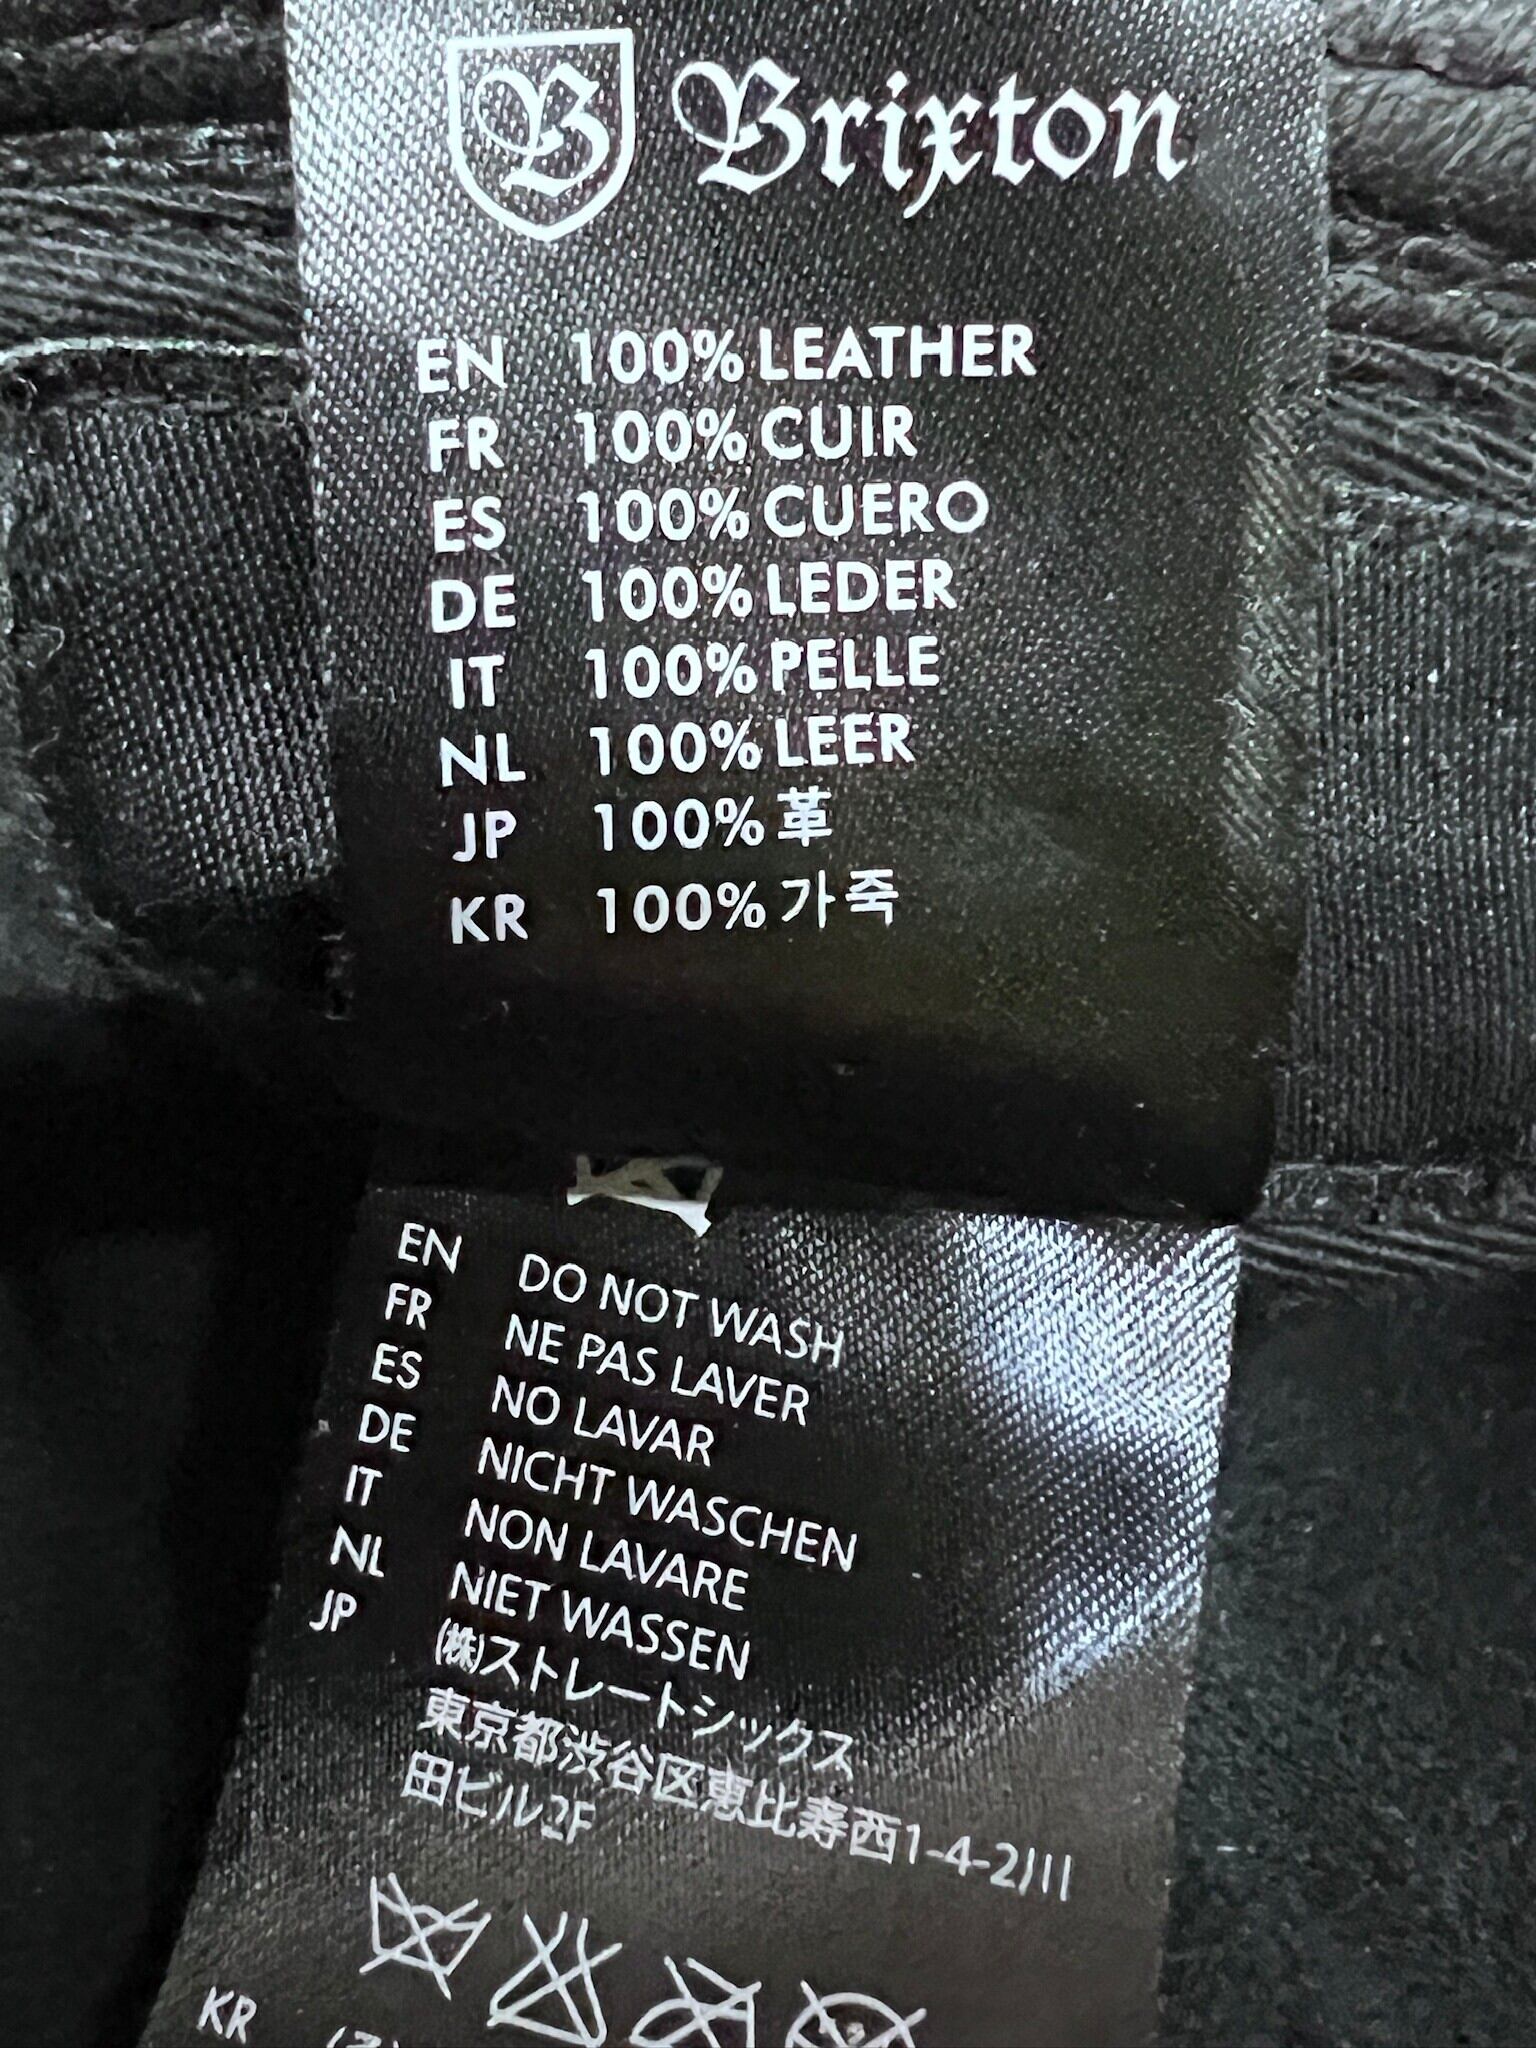 B Brixton
EN 100% LEATHER
FR 100% CUIR
ES 100% CUERO
DE 100% LEDER
IT 100% PELLE
NL 100% LEER
JP 100% 革
KR 100% 가죽
EN DO NOT WASH
FR NE PAS LAVER
ES NO LAVAR
DE NICHT WASCHEN
IT NON LAVARE
NL NIET WASSEN
JP (株)ストレートシックス
東京都渋谷区恵比寿西1-4-2川
田ビル2F
KR